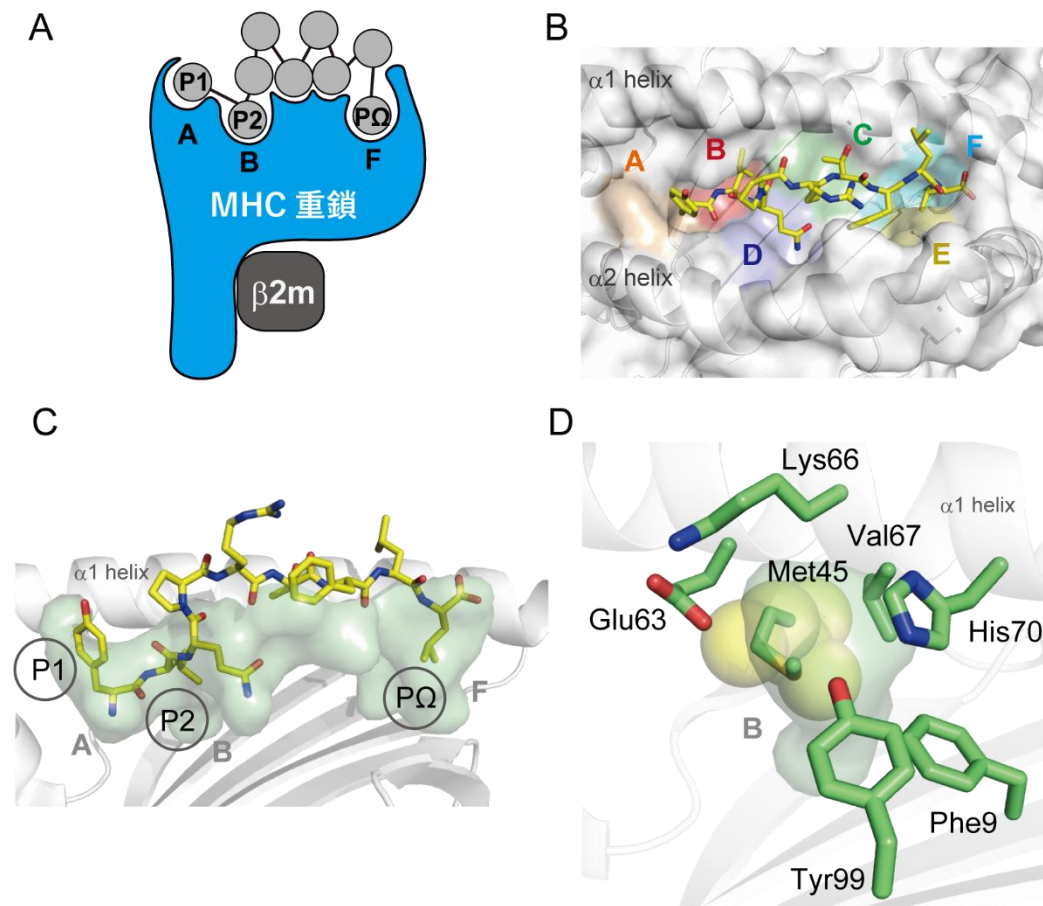 A
P1
P2
PΩ
A
B
F
MHC 重鎖
β2m
B
α1 helix
A
B
C
F
D
E
α2 helix
C
α1 helix
P1
P2
PΩ
F
A
B
D
Lys66
α1 helix
Val67
Met45
Glu63
His70
B
Phe9
Tyr99